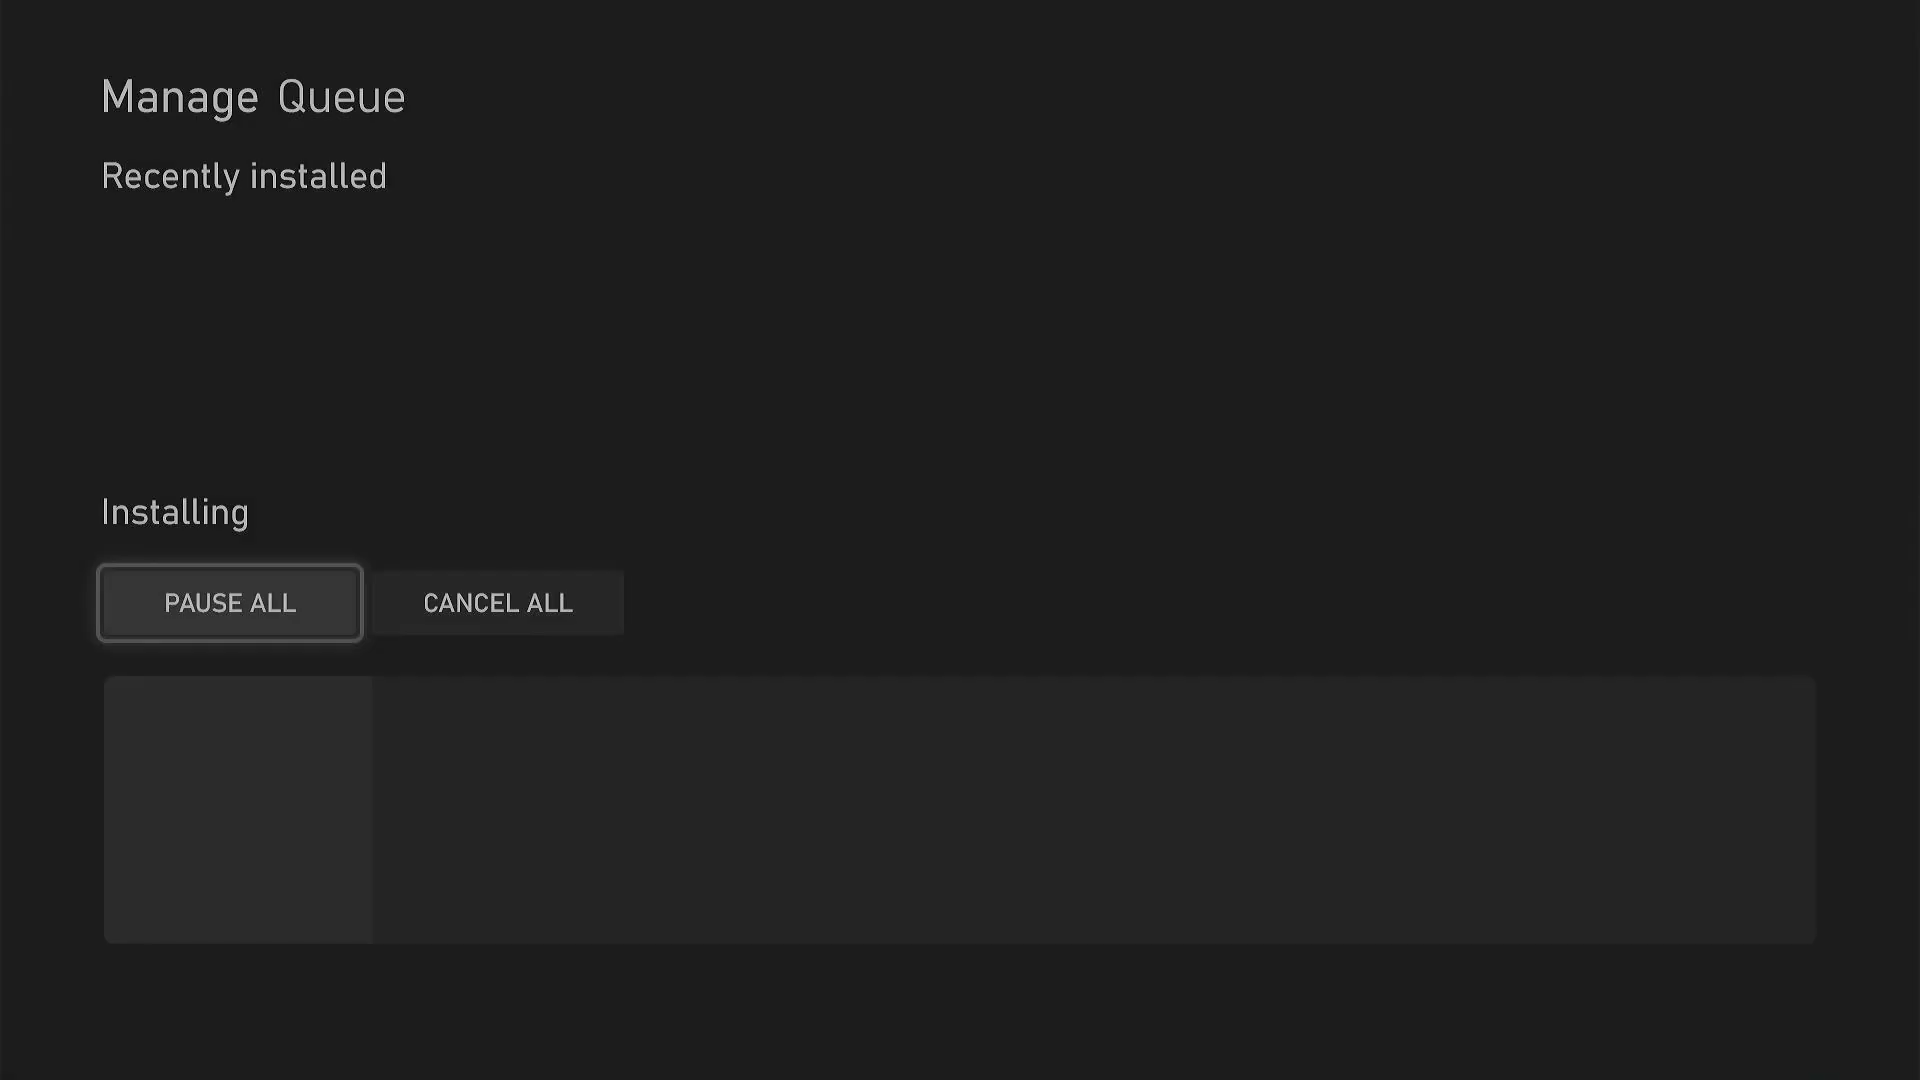 Manage Queue
Recently installed
Installing
PAUSE ALL
CANCEL ALL